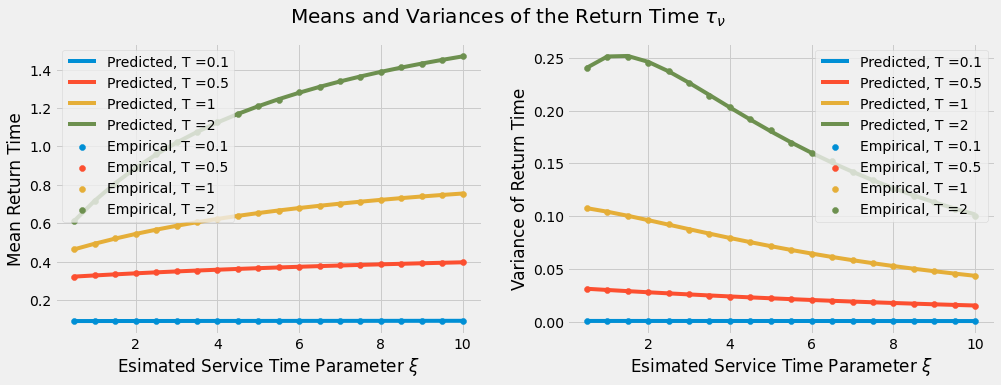 Means and Variances of the Return Time τν
Mean Return Time
1.4
1.2
1.0
0.8
0.6
0.4
0.2
Predicted, T =0.1
Predicted, T =0.5
Predicted, T =1
Predicted, T =2
Empirical, T =0.1
Empirical, T =0.5
Empirical, T =1
Empirical, T =2
2 4 6 8 10
Esimated Service Time Parameter ξ
Variance of Return Time
0.25
0.20
0.15
0.10
0.05
0.00
Predicted, T =0.1
Predicted, T =0.5
Predicted, T =1
Predicted, T =2
Empirical, T =0.1
Empirical, T =0.5
Empirical, T =1
Empirical, T =2
2 4 6 8 10
Esimated Service Time Parameter ξ